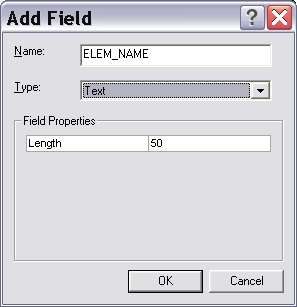 Add Field
Name: ELEM_NAME
Type: Text
Field Properties
Length 50
OK Cancel